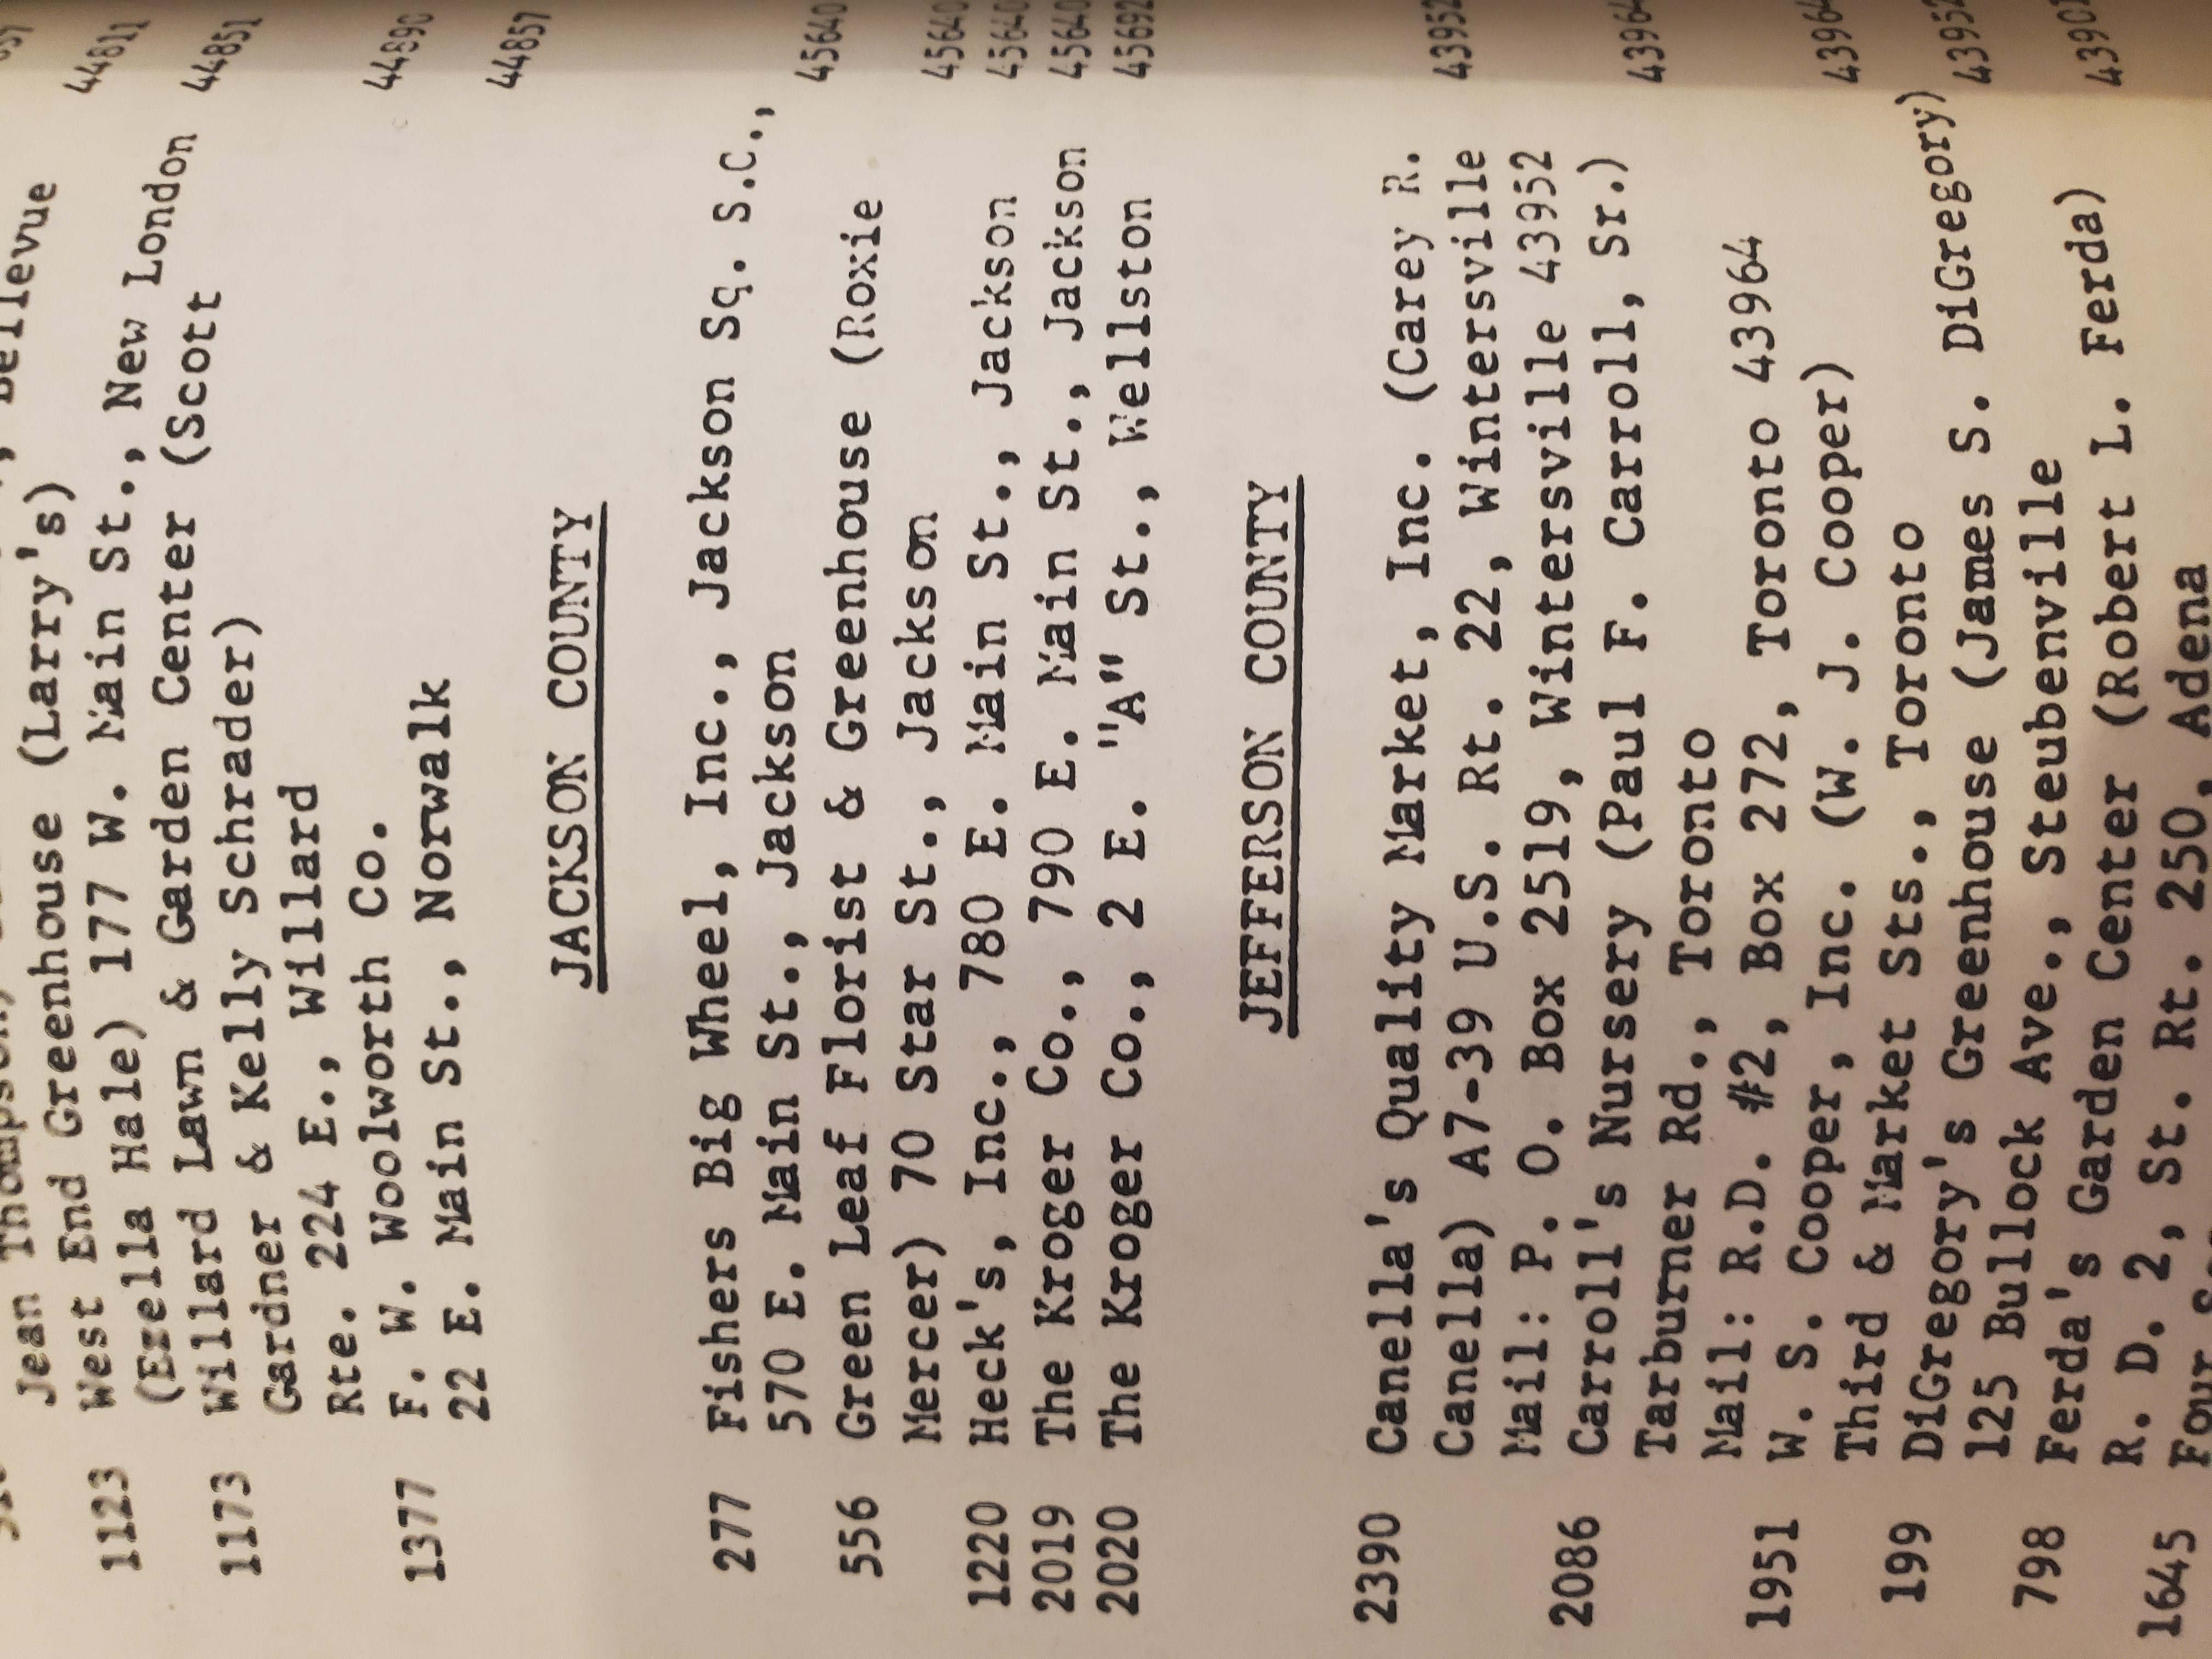 Jean Thompson) , Bellevue 44811
1123 West End Greenhouse (Larry's)
(Ezella Hale) 177 W. Main St., New London 44851
1173 Willard Lawn & Garden Center (Scott
Gardner & Kelly Schrader)
Rte. 224 E., Willard 44890
1377 F. W. Woolworth Co.
22 E. Main St., Norwalk 44857
JACKSON COUNTY
277 Fishers Big Wheel, Inc., Jackson Sq. S.C.,
570 E. Main St., Jackson 45640
556 Green Leaf Florist & Greenhouse (Roxie
Mercer) 70 Star St., Jackson 45640
1220 Heck's, Inc., 780 E. Main St., Jackson 45640
2019 The Kroger Co., 790 E. Main St., Jackson 45640
2020 The Kroger Co., 2 E. "A" St., Wellston 45692
JEFFERSON COUNTY
2390 Canella's Quality Market, Inc. (Carey R.
Canella) A7-39 U.S. Rt. 22, Wintersville 43952
Mail: P. O. Box 2519, Wintersville 43952
2086 Carroll's Nursery (Paul F. Carroll, Sr.)
Tarburner Rd., Toronto 43964
Mail: R.D. #2, Box 272, Toronto 43964
1951 W. S. Cooper, Inc. (W. J. Cooper)
Third & Market Sts., Toronto 43964
199 DiGregory's Greenhouse (James S. DiGregory)
125 Bullock Ave., Steubenville 43952
798 Ferda's Garden Center (Robert L. Ferda)
R. D. 2, St. Rt. 250, Adena 43901
1645 Four